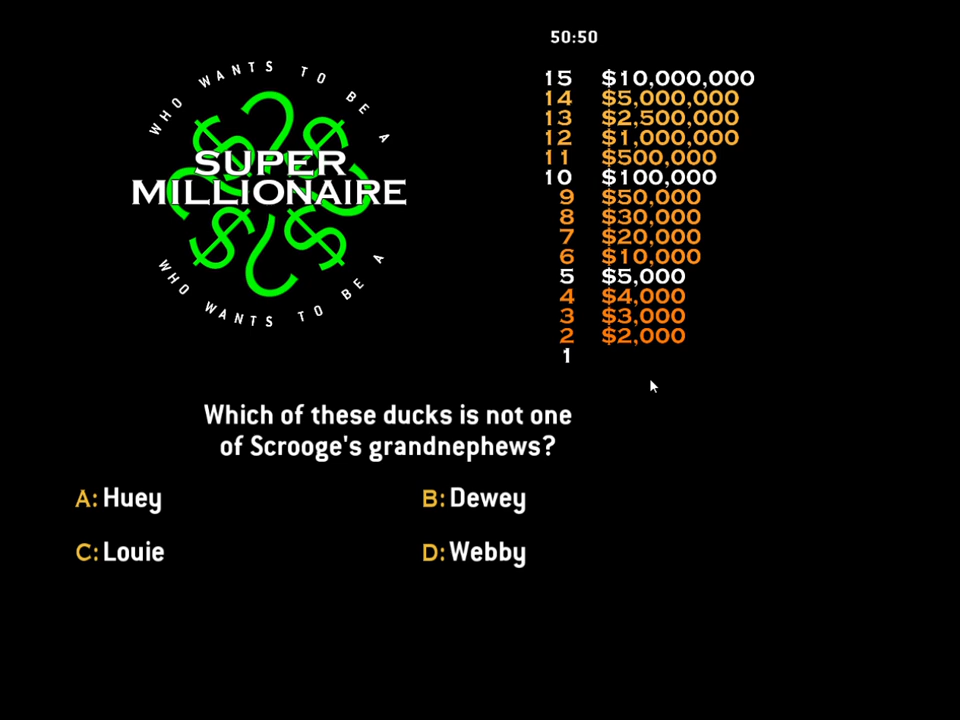 50:50
WHO WANTS TO BE A
SUPER
MILLIONAIRE
WHO WANTS TO BE A
15 $10,000,000
14 $5,000,000
13 $2,500,000
12 $1,000,000
11 $500,000
10 $100,000
9 $50,000
8 $30,000
7 $20,000
6 $10,000
5 $5,000
4 $4,000
3 $3,000
2 $2,000
1
Which of these ducks is not one
of Scrooge's grandnephews?
A: Huey
B: Dewey
C: Louie
D: Webby